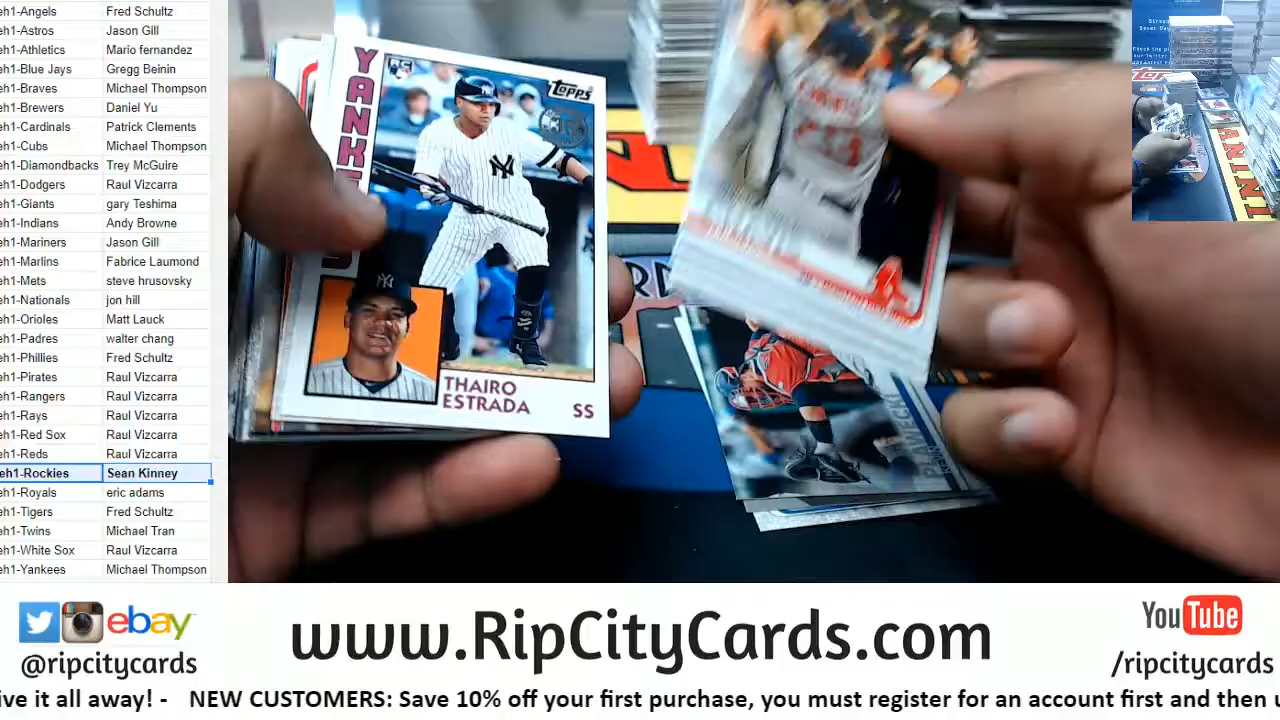 eh1-Angels Fred Schultz
eh1-Astros Jason Gill
eh1-Athletics Mario fernandez
eh1-Blue Jays Gregg Beinin
eh1-Braves Michael Thompson
eh1-Brewers Daniel Yu
eh1-Cardinals Patrick Clements
eh1-Cubs Michael Thompson
eh1-Diamondbacks Trey McGuire
eh1-Dodgers Raul Vizcarra
eh1-Giants gary Teshima
eh1-Indians Andy Browne
eh1-Mariners Jason Gill
eh1-Marlins Fabrice Laumond
eh1-Mets steve hrusovsky
eh1-Nationals jon hill
eh1-Orioles Matt Lauck
eh1-Padres walter chang
eh1-Phillies Fred Schultz
eh1-Pirates Raul Vizcarra
eh1-Rangers Raul Vizcarra
eh1-Rays Raul Vizcarra
eh1-Red Sox Raul Vizcarra
eh1-Reds Raul Vizcarra
eh1-Rockies Sean Kinney
eh1-Royals eric adams
eh1-Tigers Fred Schultz
eh1-Twins Michael Tran
eh1-White Sox Raul Vizcarra
eh1-Yankees Michael Thompson
YANKE
S
RC
Topps
NY
THAIRO
ESTRADA
SS
PLAWECKI
PANINI
ebay
@ripcitycards
www.RipCityCards.com
YouTube
/ripcitycards
ive it all away! - NEW CUSTOMERS: Save 10% off your first purchase, you must register for an account first and then u